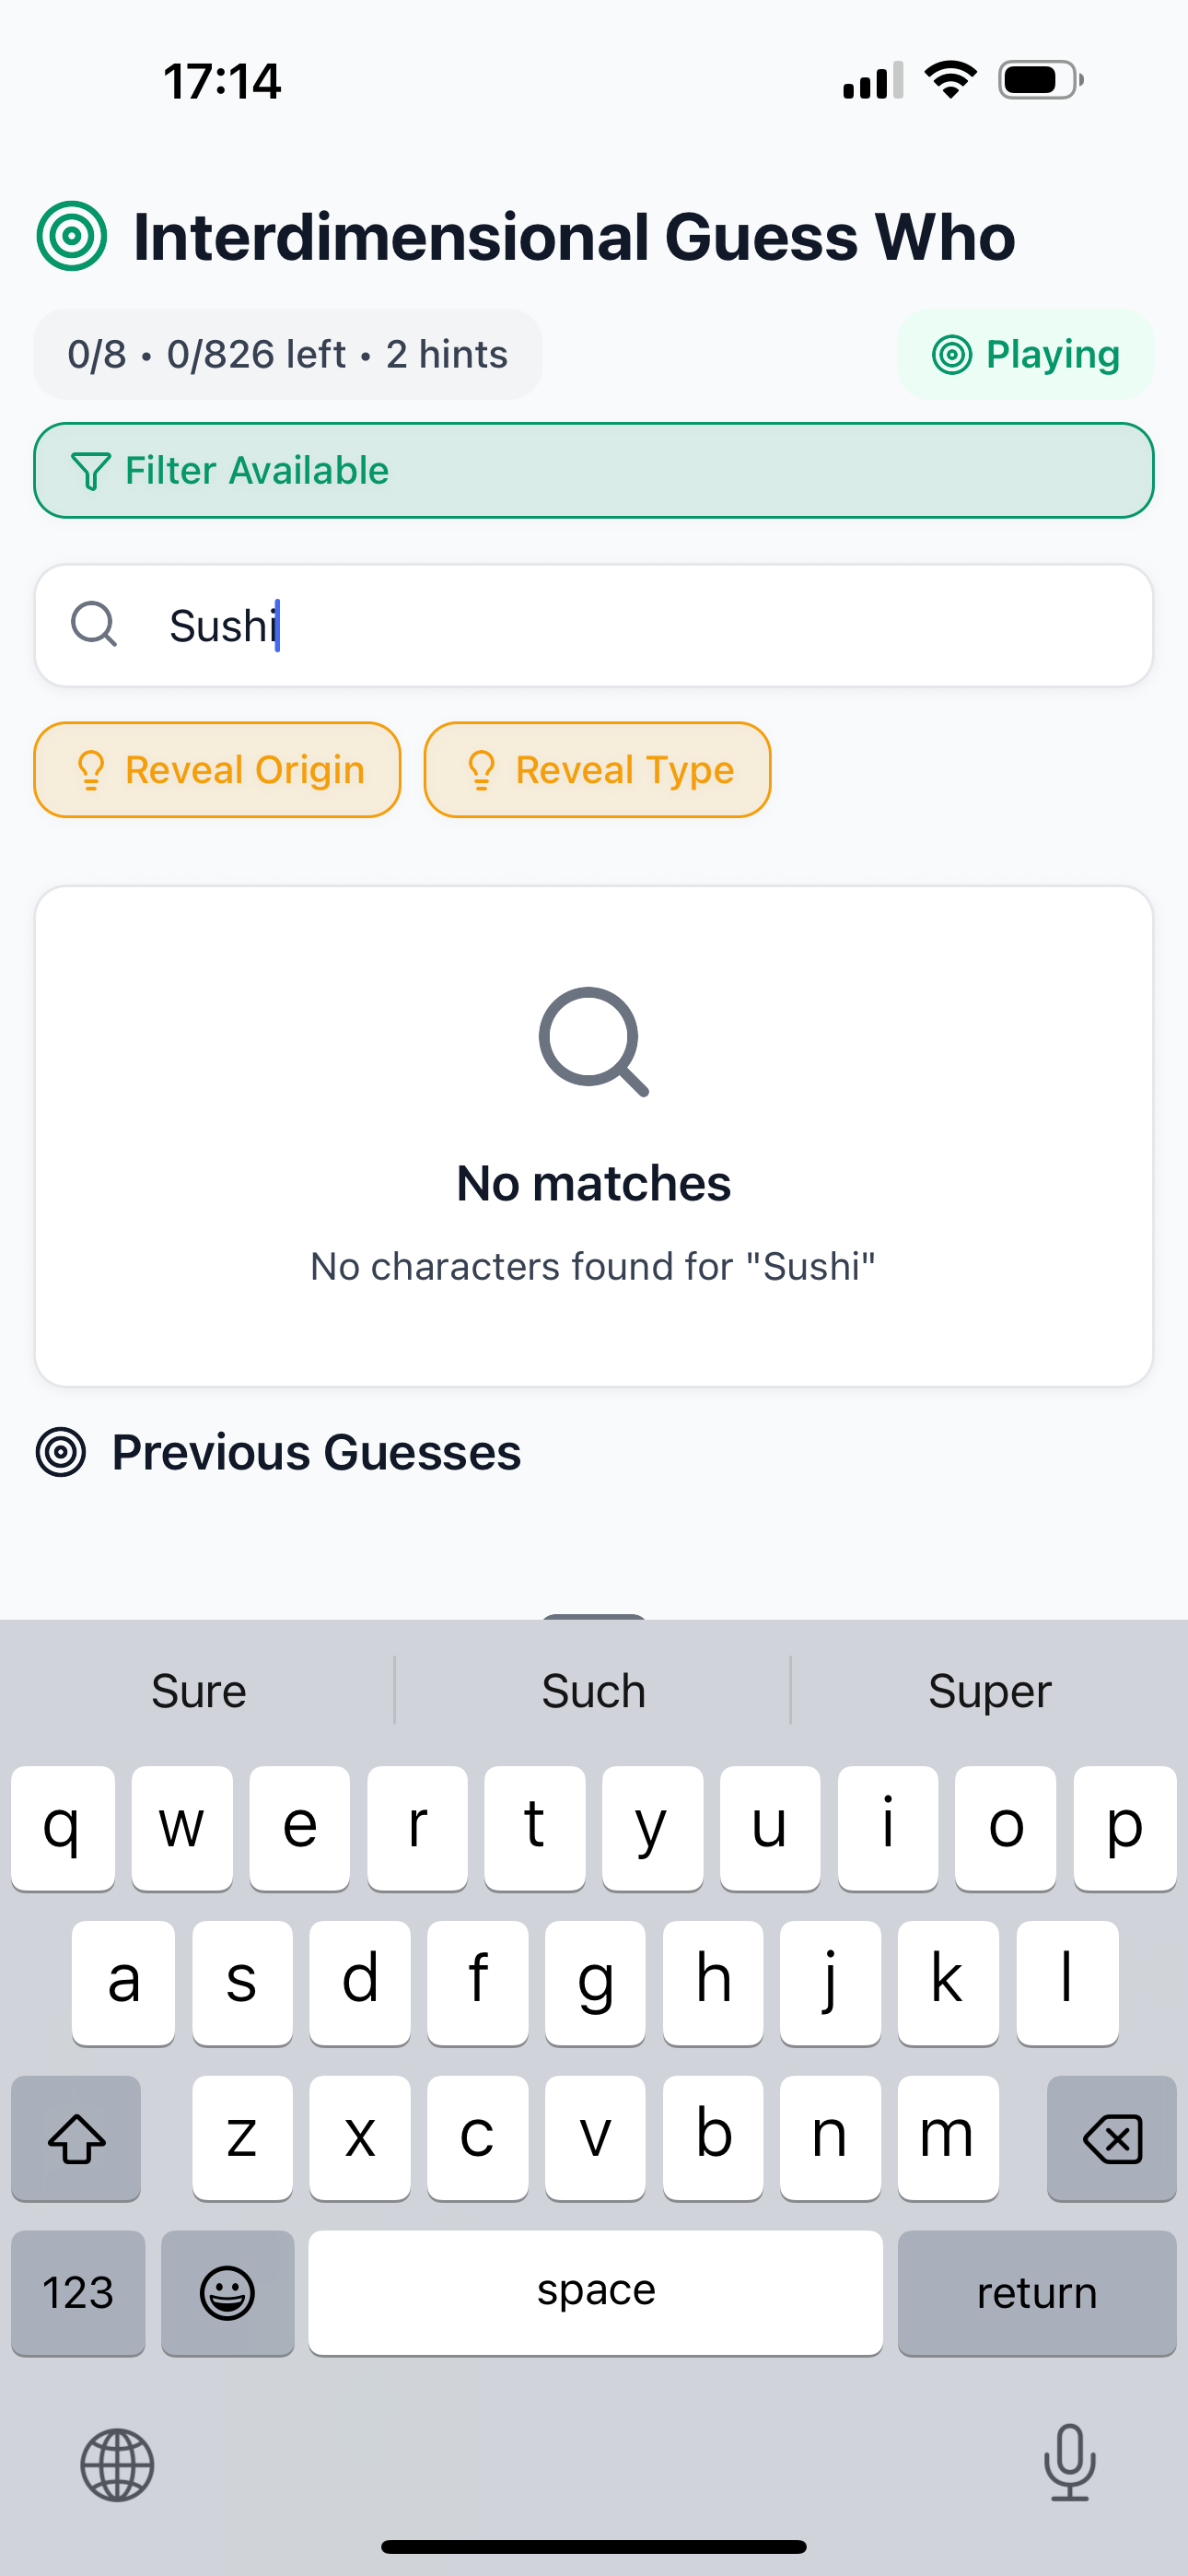 17:14
Interdimensional Guess Who
0/8 • 0/826 left • 2 hints
Playing
Filter Available
Sushi
Reveal Origin
Reveal Type
No matches
No characters found for "Sushi"
Previous Guesses
Sure
Such
Super
q w e r t y u i o p
a s d f g h j k l
z x c v b n m
123
space
return